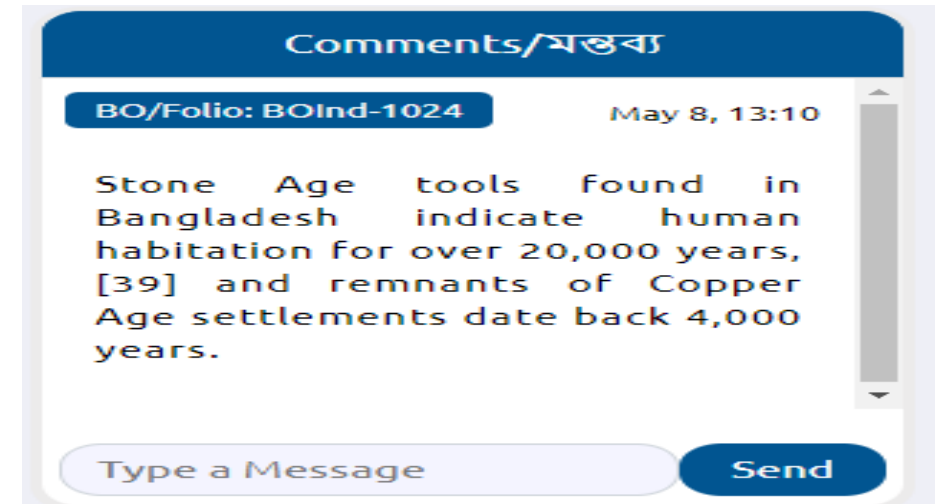 Comments/মন্তব্য
BO/Folio: BOInd-1024
May 8, 13:10
Stone Age tools found in
Bangladesh indicate human
habitation for over 20,000 years,
[39] and remnants of Copper
Age settlements date back 4,000
years.
Type a Message
Send